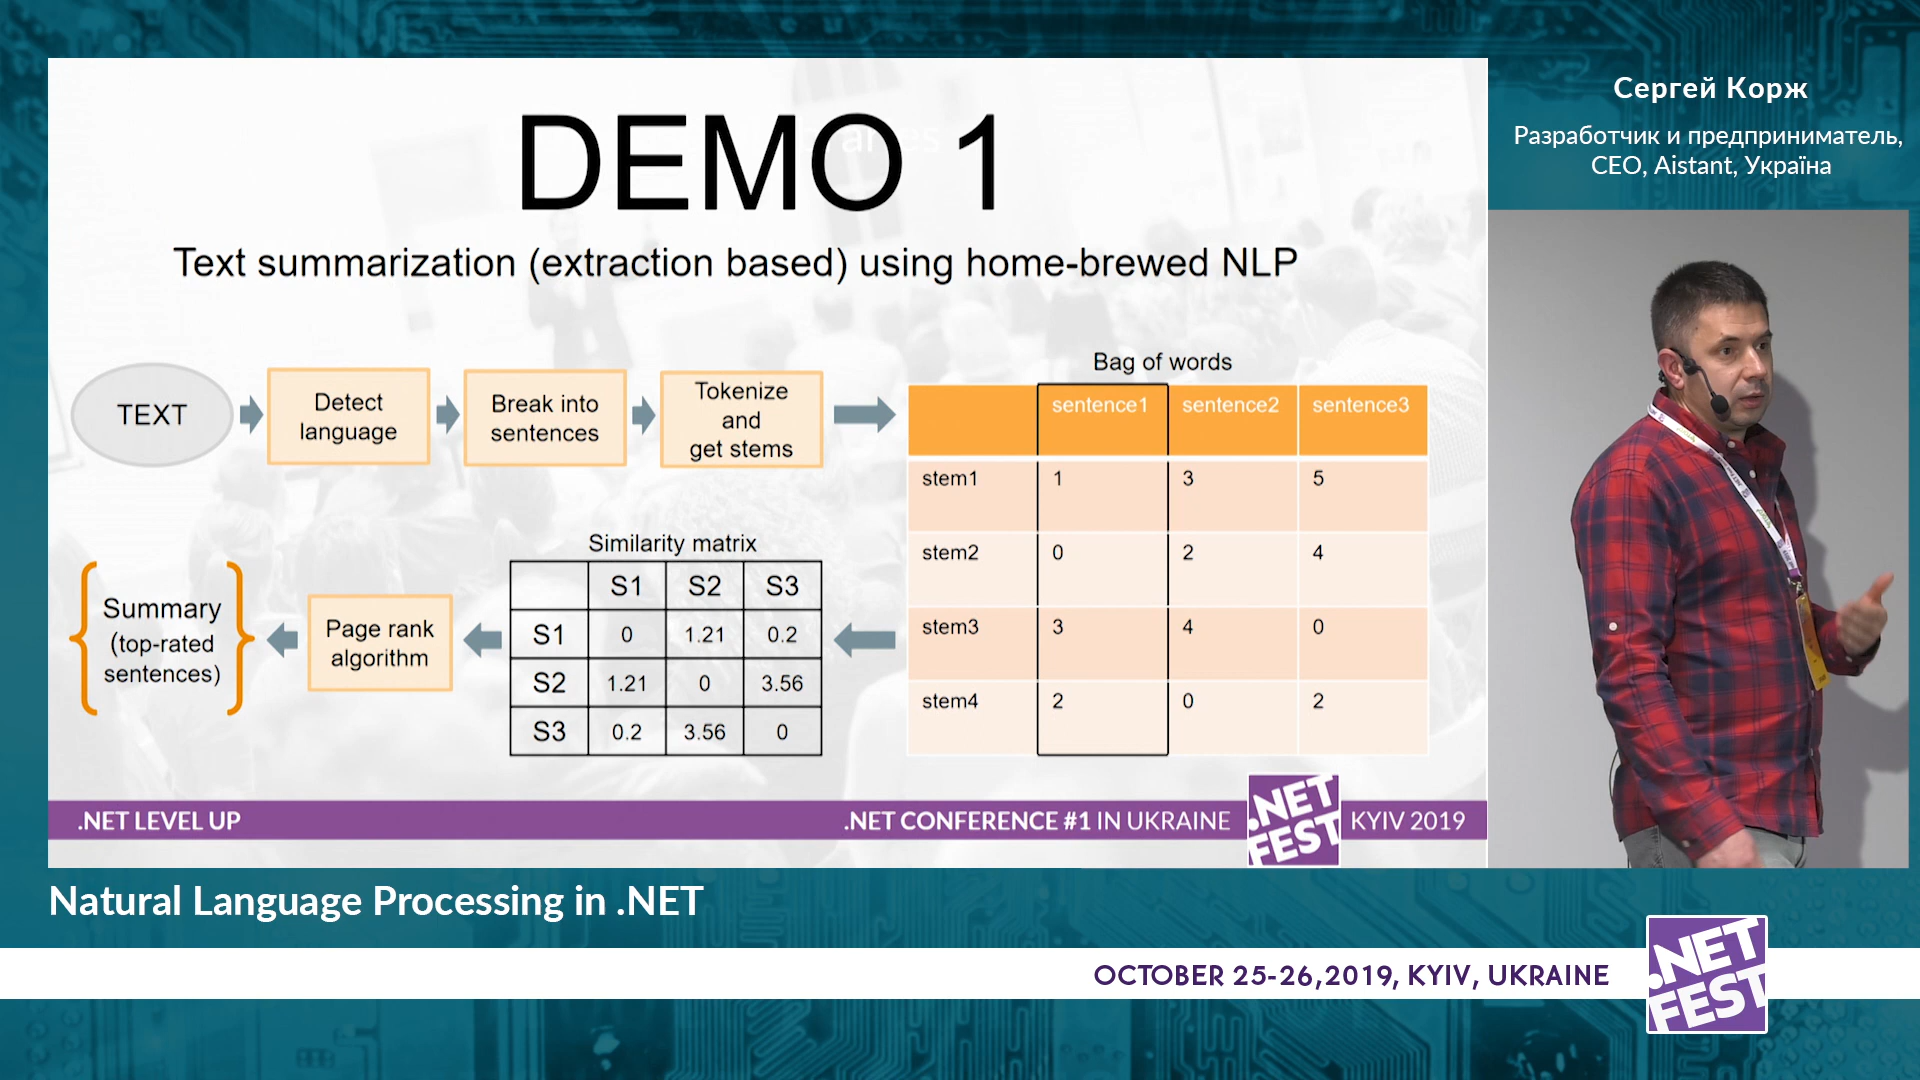 DEMO 1
Text summarization (extraction based) using home-brewed NLP
TEXT
Detect
language
Break into
sentences
Tokenize
and
get stems
Bag of words
sentence1 sentence2 sentence3
stem1 1 3 5
stem2 0 2 4
stem3 3 4 0
stem4 2 0 2
Similarity matrix
S1 S2 S3
S1 0 1.21 0.2
S2 1.21 0 3.56
S3 0.2 3.56 0
Page rank
algorithm
Summary
(top-rated
sentences)
.NET LEVEL UP
.NET CONFERENCE #1 IN UKRAINE
.NET
FEST
KYIV 2019
Сергей Корж
Разработчик и предприниматель,
CEO, Aistant, Україна
Natural Language Processing in .NET
OCTOBER 25-26,2019, KYIV, UKRAINE
.NET
FEST